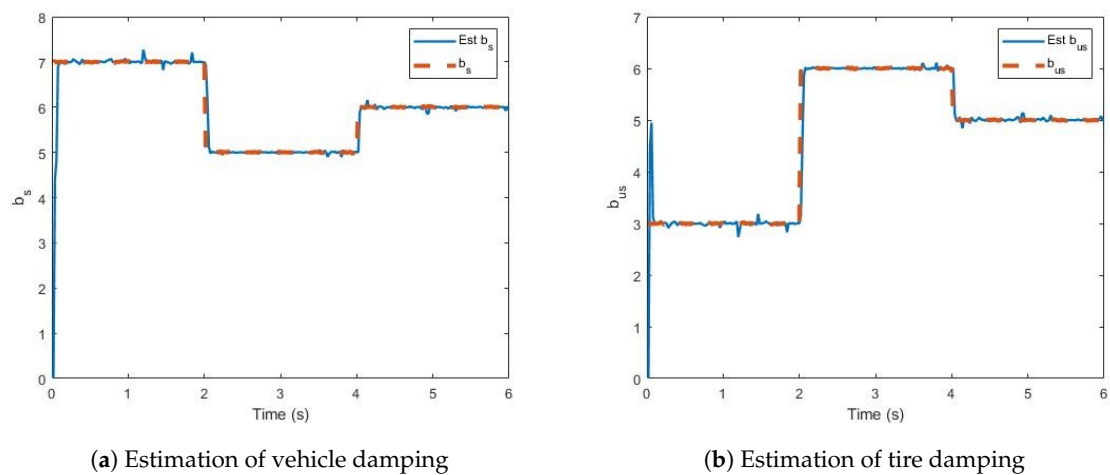 8
7
6
5
4
3
2
1
0
b_s
0 1 2 3 4 5 6
Time (s)
Est b_s
b_s
(a) Estimation of vehicle damping
7
6
5
4
3
2
1
0
b_us
0 1 2 3 4 5 6
Time (s)
Est b_us
b_us
(b) Estimation of tire damping